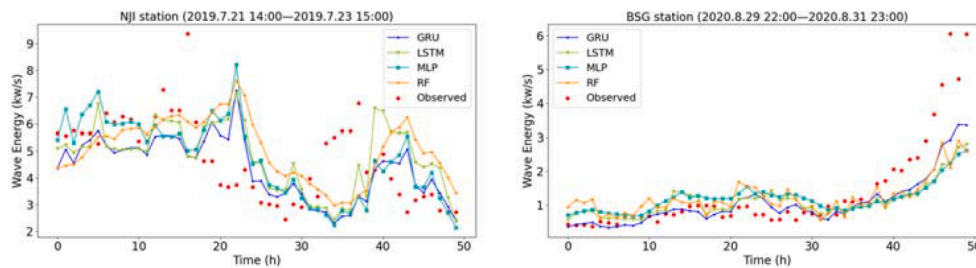 NJI station (2019.7.21 14:00—2019.7.23 15:00)
Wave Energy (kw/s)
9
8
7
6
5
4
3
2
GRU
LSTM
MLP
RF
Observed
0 10 20 30 40 50
Time (h)
BSG station (2020.8.29 22:00—2020.8.31 23:00)
Wave Energy (kw/s)
6
5
4
3
2
1
GRU
LSTM
MLP
RF
Observed
0 10 20 30 40 50
Time (h)